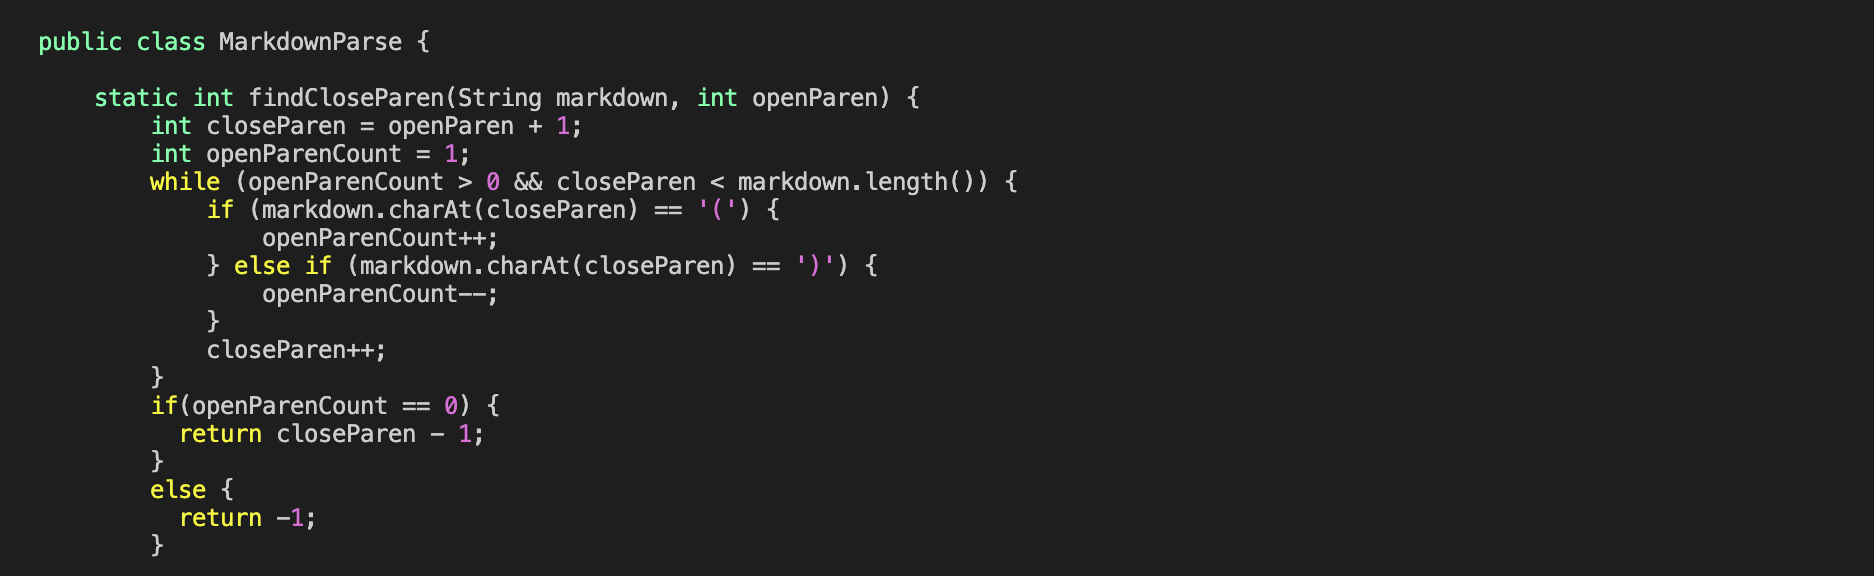 public class MarkdownParse {
    static int findCloseParen(String markdown, int openParen) {
        int closeParen = openParen + 1;
        int openParenCount = 1;
        while (openParenCount > 0 && closeParen < markdown.length()) {
            if (markdown.charAt(closeParen) == '(') {
                openParenCount++;
            } else if (markdown.charAt(closeParen) == ')') {
                openParenCount--;
            }
            closeParen++;
        }
        if(openParenCount == 0) {
          return closeParen - 1;
        }
        else {
          return -1;
        }